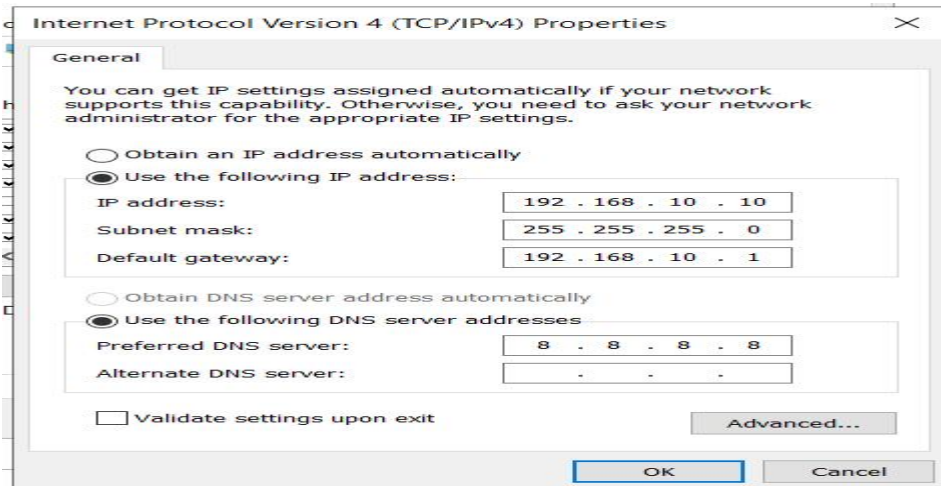 Internet Protocol Version 4 (TCP/IPv4) Properties
General
You can get IP settings assigned automatically if your network
supports this capability. Otherwise, you need to ask your network
administrator for the appropriate IP settings.
Obtain an IP address automatically
Use the following IP address:
IP address: 192 . 168 . 10 . 10
Subnet mask: 255 . 255 . 255 . 0
Default gateway: 192 . 168 . 10 . 1
Obtain DNS server address automatically
Use the following DNS server addresses
Preferred DNS server: 8 . 8 . 8 . 8
Alternate DNS server: . . .
Validate settings upon exit
Advanced...
OK Cancel